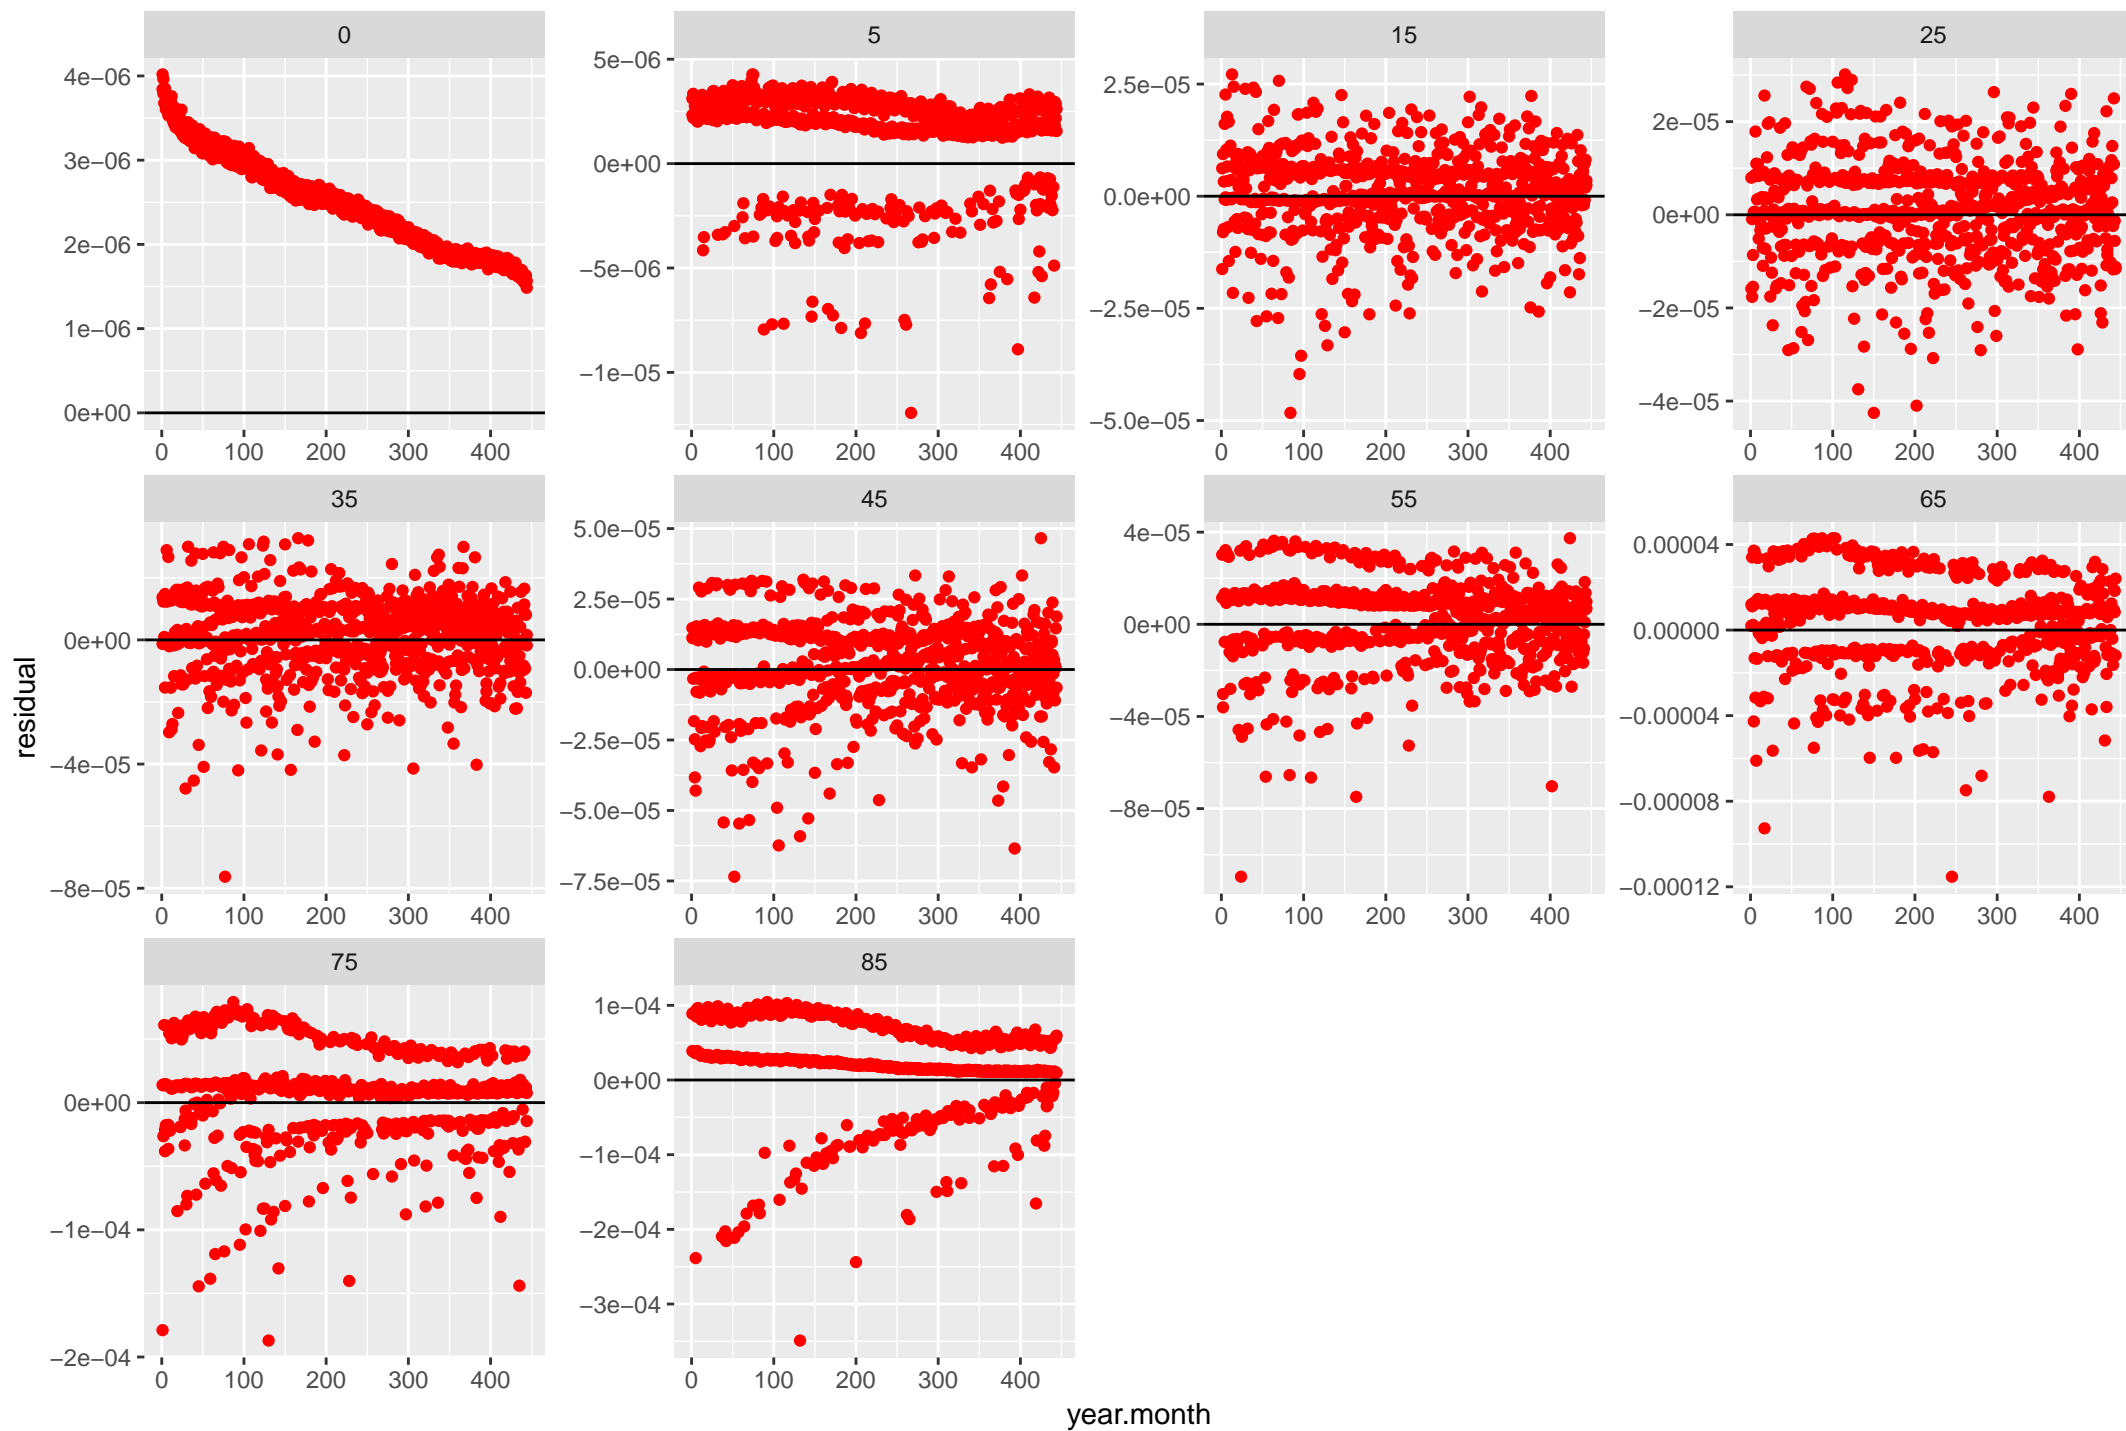 0 5 15 25
4e−06
3e−06
2e−06
1e−06
0e+00
0 100 200 300 400
5e−06
0e+00
−5e−06
−1e−05
0 100 200 300 400
2.5e−05
0.0e+00
−2.5e−05
−5.0e−05
0 100 200 300 400
2e−05
0e+00
−2e−05
−4e−05
0 100 200 300 400
35 45 55 65
0e+00
−4e−05
−8e−05
0 100 200 300 400
5.0e−05
2.5e−05
0.0e+00
−2.5e−05
−5.0e−05
−7.5e−05
0 100 200 300 400
4e−05
0e+00
−4e−05
−8e−05
0 100 200 300 400
0.00004
0.00000
−0.00004
−0.00008
−0.00012
0 100 200 300 400
75 85
0e+00
−1e−04
−2e−04
0 100 200 300 400
1e−04
0e+00
−1e−04
−2e−04
−3e−04
0 100 200 300 400
residual
year.month